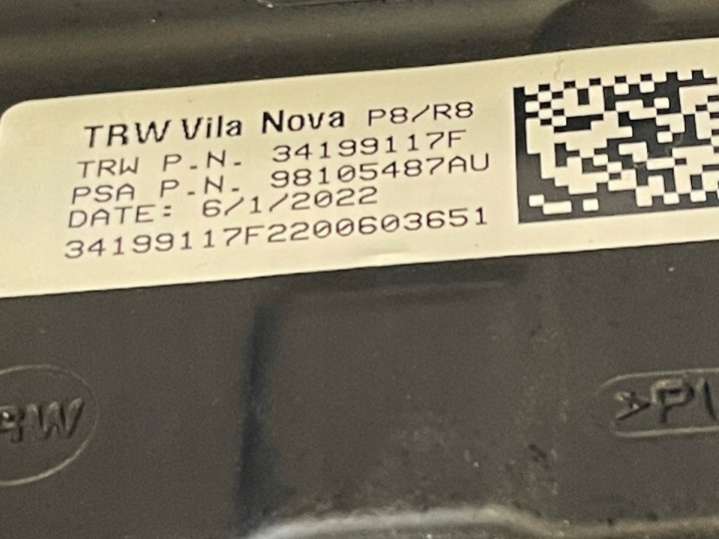 TRW Vila Nova P8/R8
TRW P.N. 34199117F
PSA P.N. 98105487AU
DATE: 6/1/2022
34199117F2200603651